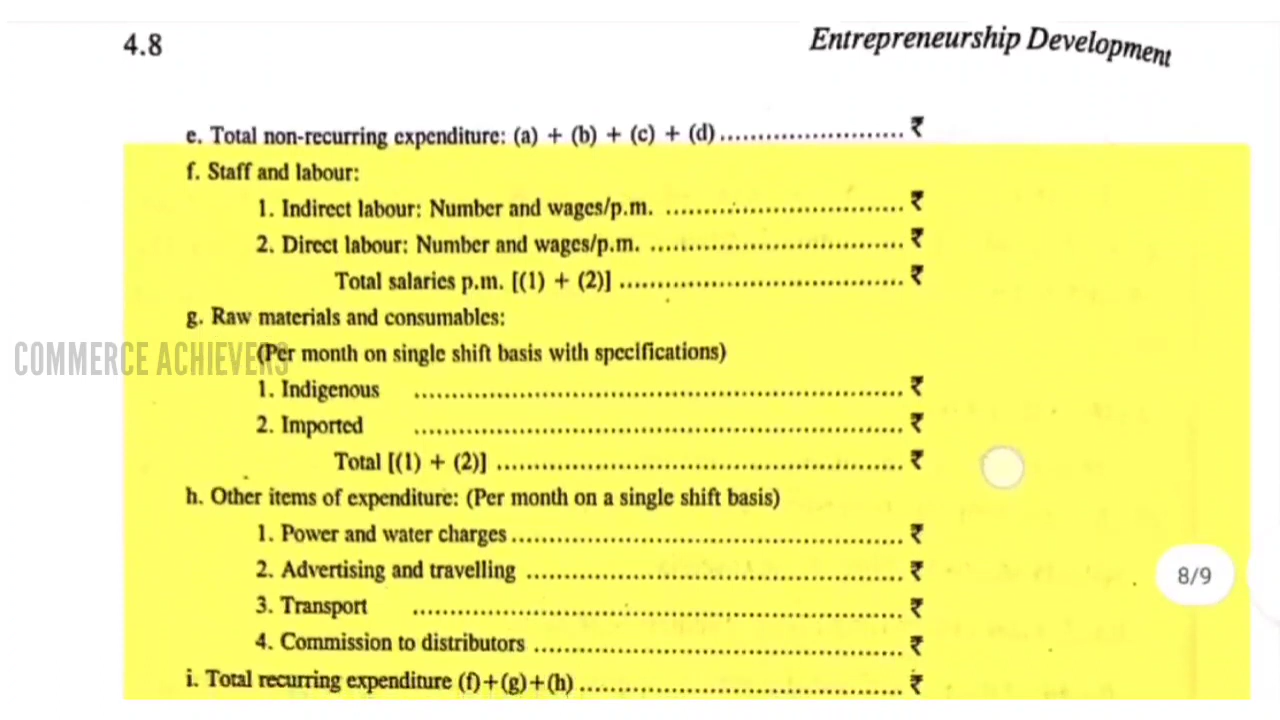 4.8
Entrepreneurship Development
e. Total non-recurring expenditure: (a) + (b) + (c) + (d) ........................ ₹
f. Staff and labour:
1. Indirect labour: Number and wages/p.m. ................................ ₹
2. Direct labour: Number and wages/p.m. .................................. ₹
Total salaries p.m. [(1) + (2)] ...................................... ₹
g. Raw materials and consumables:
COMMERCE ACHIEVERS
(Per month on single shift basis with specifications)
1. Indigenous ................................................................. ₹
2. Imported ................................................................. ₹
Total [(1) + (2)] ...................................................... ₹
h. Other items of expenditure: (Per month on a single shift basis)
1. Power and water charges .................................................... ₹
2. Advertising and travelling .................................................. ₹
8/9
3. Transport ................................................................. ₹
4. Commission to distributors ................................................. ₹
i. Total recurring expenditure (f)+(g)+(h) ........................................... ₹